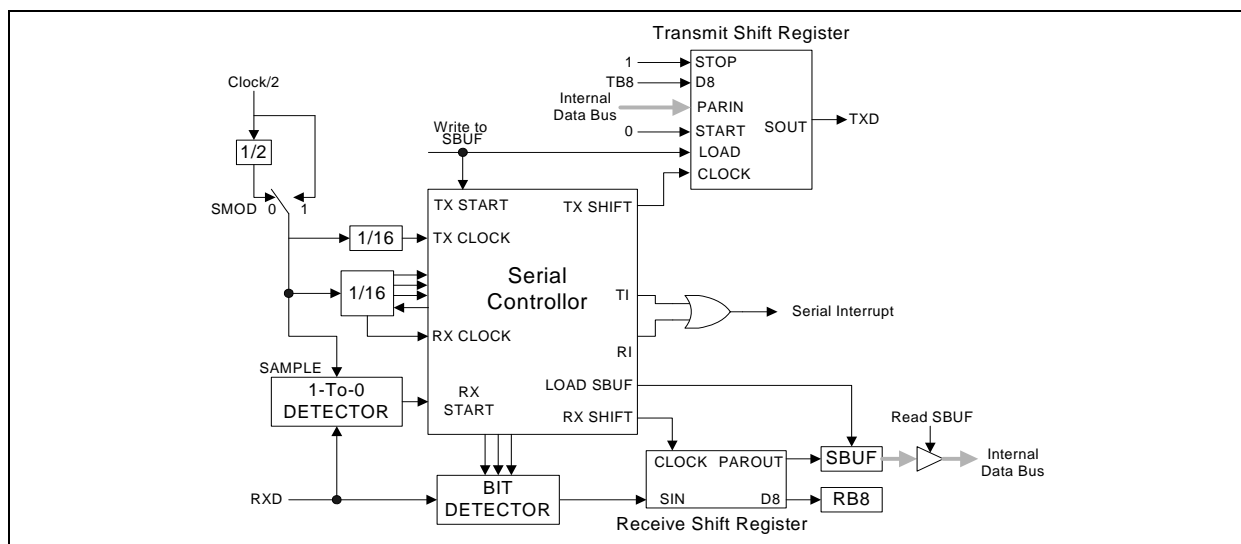 Transmit Shift Register
1
STOP
TB8
D8
Internal
Data Bus
PARIN
0
START
SOUT
TXD
LOAD
CLOCK
Clock/2
1/2
SMOD
0
1
Write to
SBUF
TX START
TX SHIFT
1/16
TX CLOCK
Serial
Controllor
1/16
TI
Serial Interrupt
RX CLOCK
RI
SAMPLE
1-To-0
DETECTOR
RX
START
LOAD SBUF
RX SHIFT
Read SBUF
CLOCK
PAROUT
SBUF
Internal
Data Bus
RXD
BIT
DETECTOR
SIN
D8
RB8
Receive Shift Register